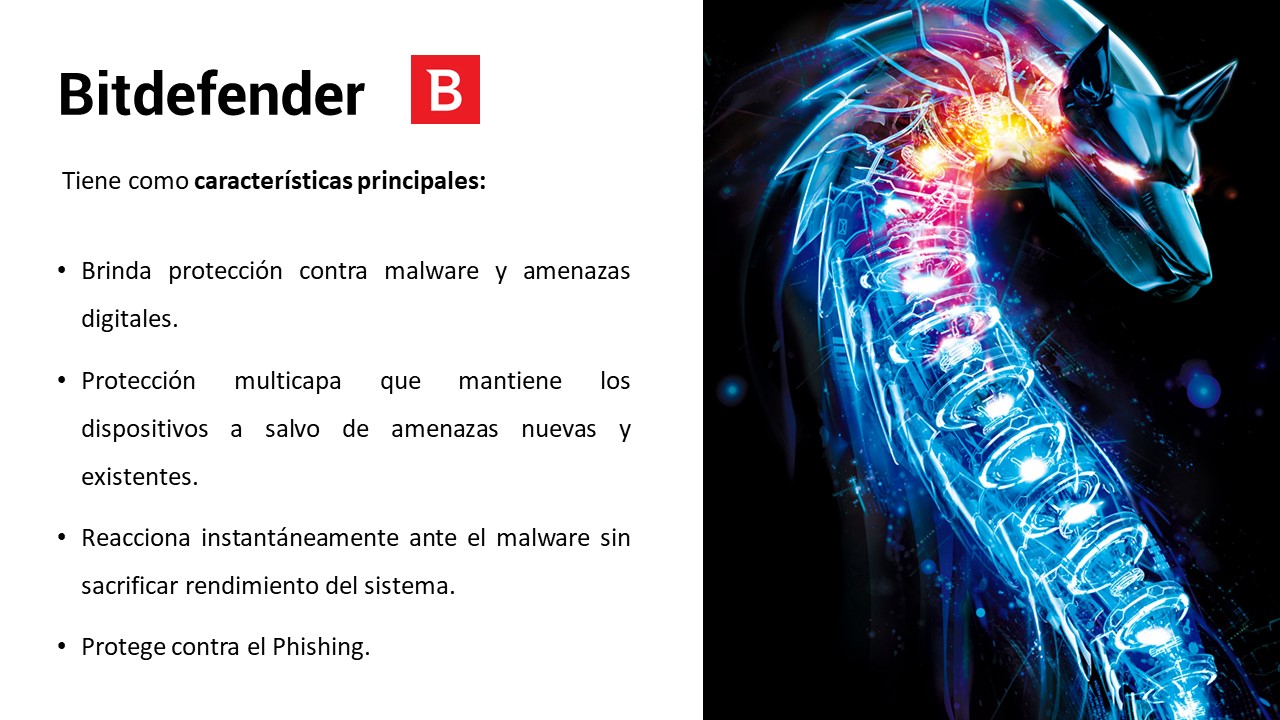 Bitdefender B
Tiene como características principales:
• Brinda protección contra malware y amenazas
digitales.
• Protección multicapa que mantiene los
dispositivos a salvo de amenazas nuevas y
existentes.
• Reacciona instantáneamente ante el malware sin
sacrificar rendimiento del sistema.
• Protege contra el Phishing.